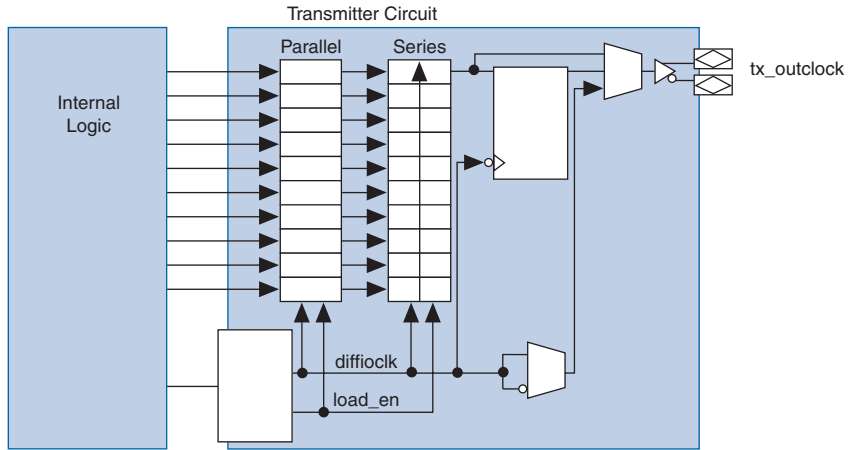 Transmitter Circuit
Parallel
Series
tx_outclock
Internal
Logic
diffioclk
load_en